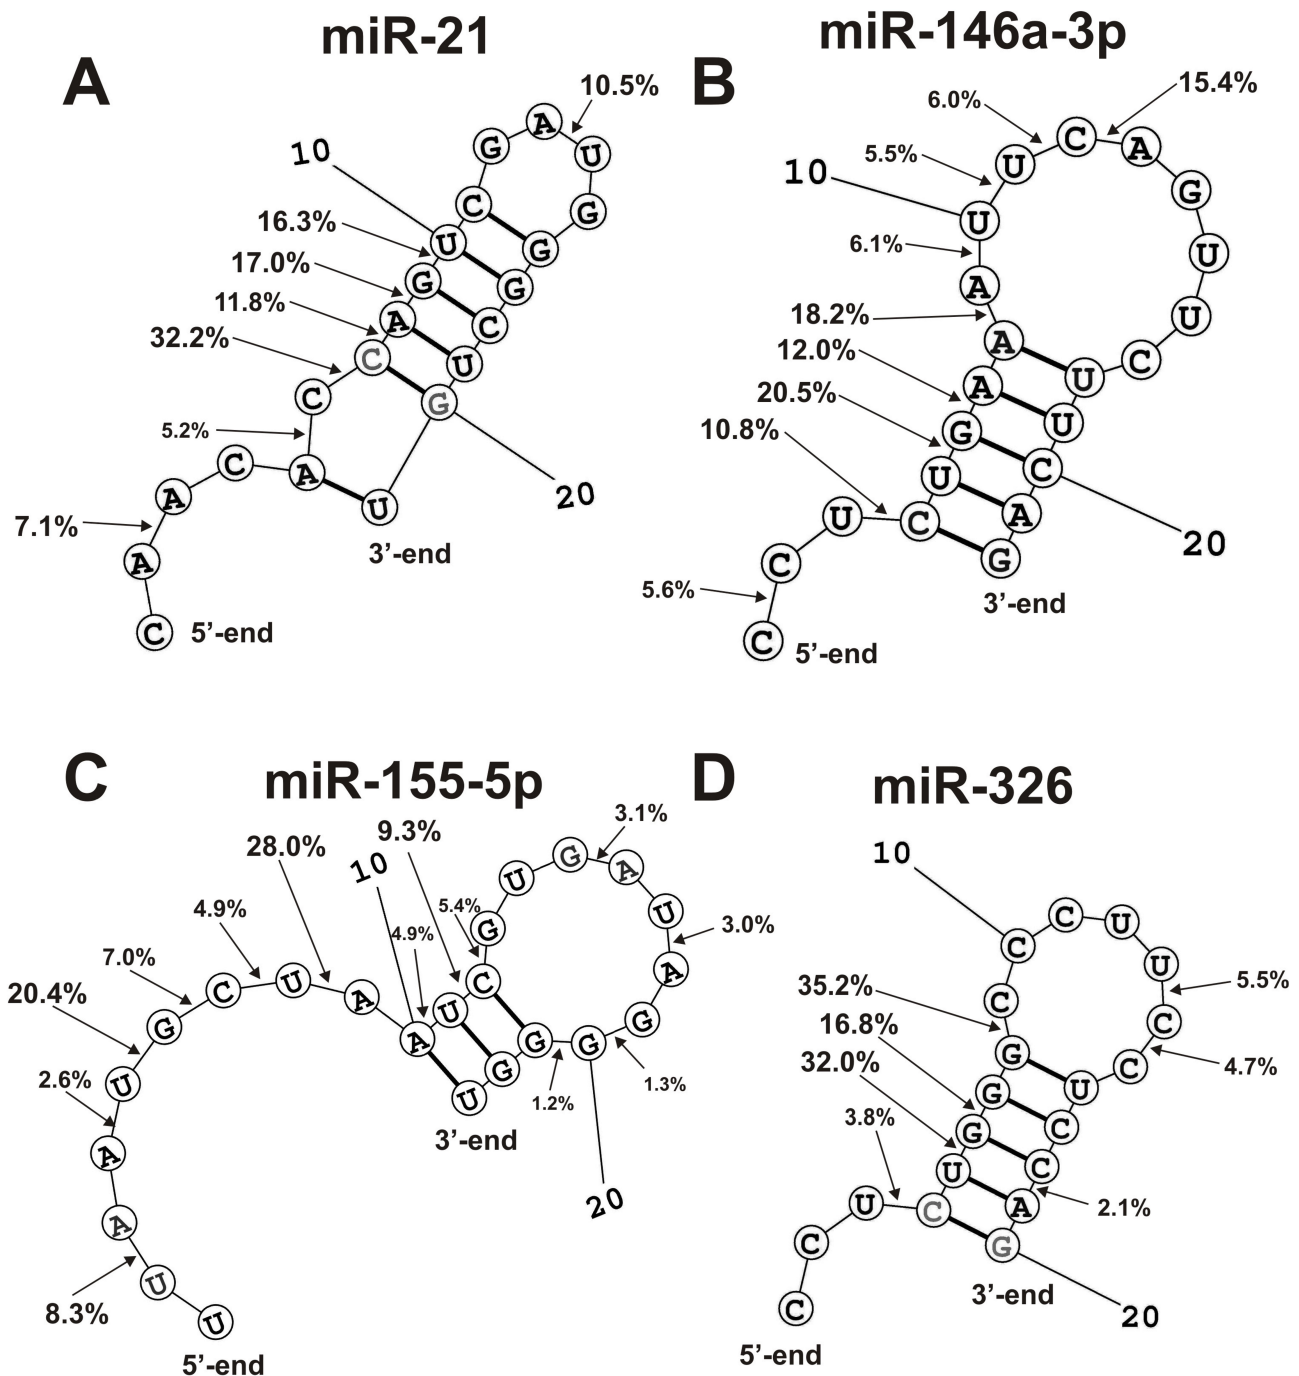 A
miR-21
C
A
A
C
A
C
C
A
G
U
C
G
A
U
G
G
G
C
U
G
U
5’-end
3’-end
10
20
7.1%
5.2%
32.2%
11.8%
17.0%
16.3%
10.5%
B
miR-146a-3p
C
C
U
C
U
G
A
A
A
U
U
C
A
G
U
U
C
U
U
C
A
G
5’-end
3’-end
10
20
5.6%
10.8%
20.5%
12.0%
18.2%
6.1%
5.5%
6.0%
15.4%
C
miR-155-5p
U
U
A
A
U
G
C
U
A
A
U
C
G
U
G
A
U
A
G
G
G
G
U
5’-end
3’-end
10
20
8.3%
2.6%
20.4%
7.0%
4.9%
28.0%
4.9%
9.3%
5.4%
3.1%
3.0%
1.3%
1.2%
D
miR-326
C
C
U
C
U
G
G
G
C
C
C
U
U
C
C
U
C
C
A
G
5’-end
3’-end
10
20
3.8%
32.0%
16.8%
35.2%
5.5%
4.7%
2.1%